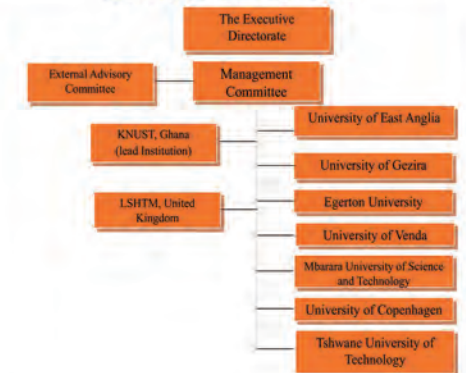 The Executive
Directorate
External Advisory
Committee
Management
Committee
KNUST, Ghana
(lead Institution)
University of East Anglia
University of Gezira
LSHTM, United
Kingdom
Egerton University
University of Venda
Mbarara University of Science
and Technology
University of Copenhagen
Tshwane University of
Technology